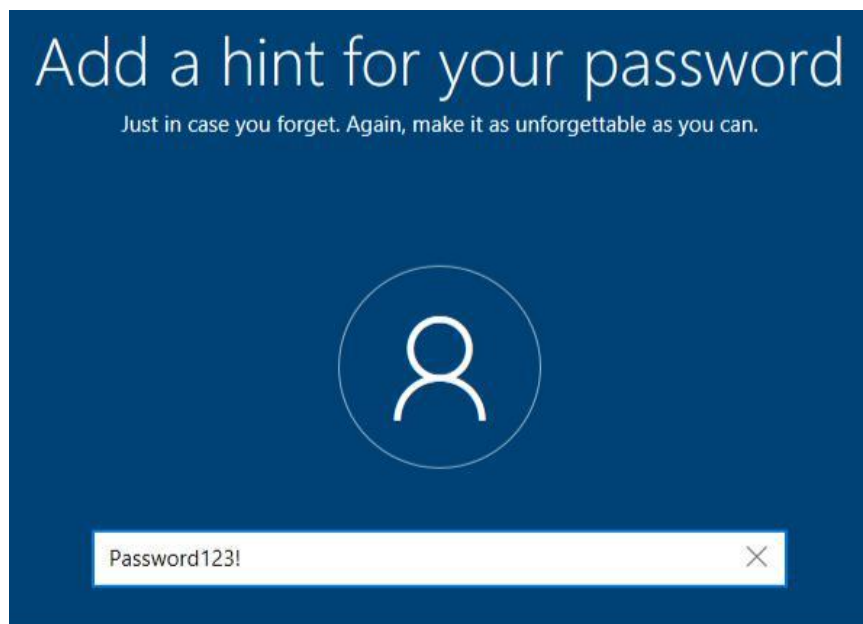 Add a hint for your password
Just in case you forget. Again, make it as unforgettable as you can.
Password123!